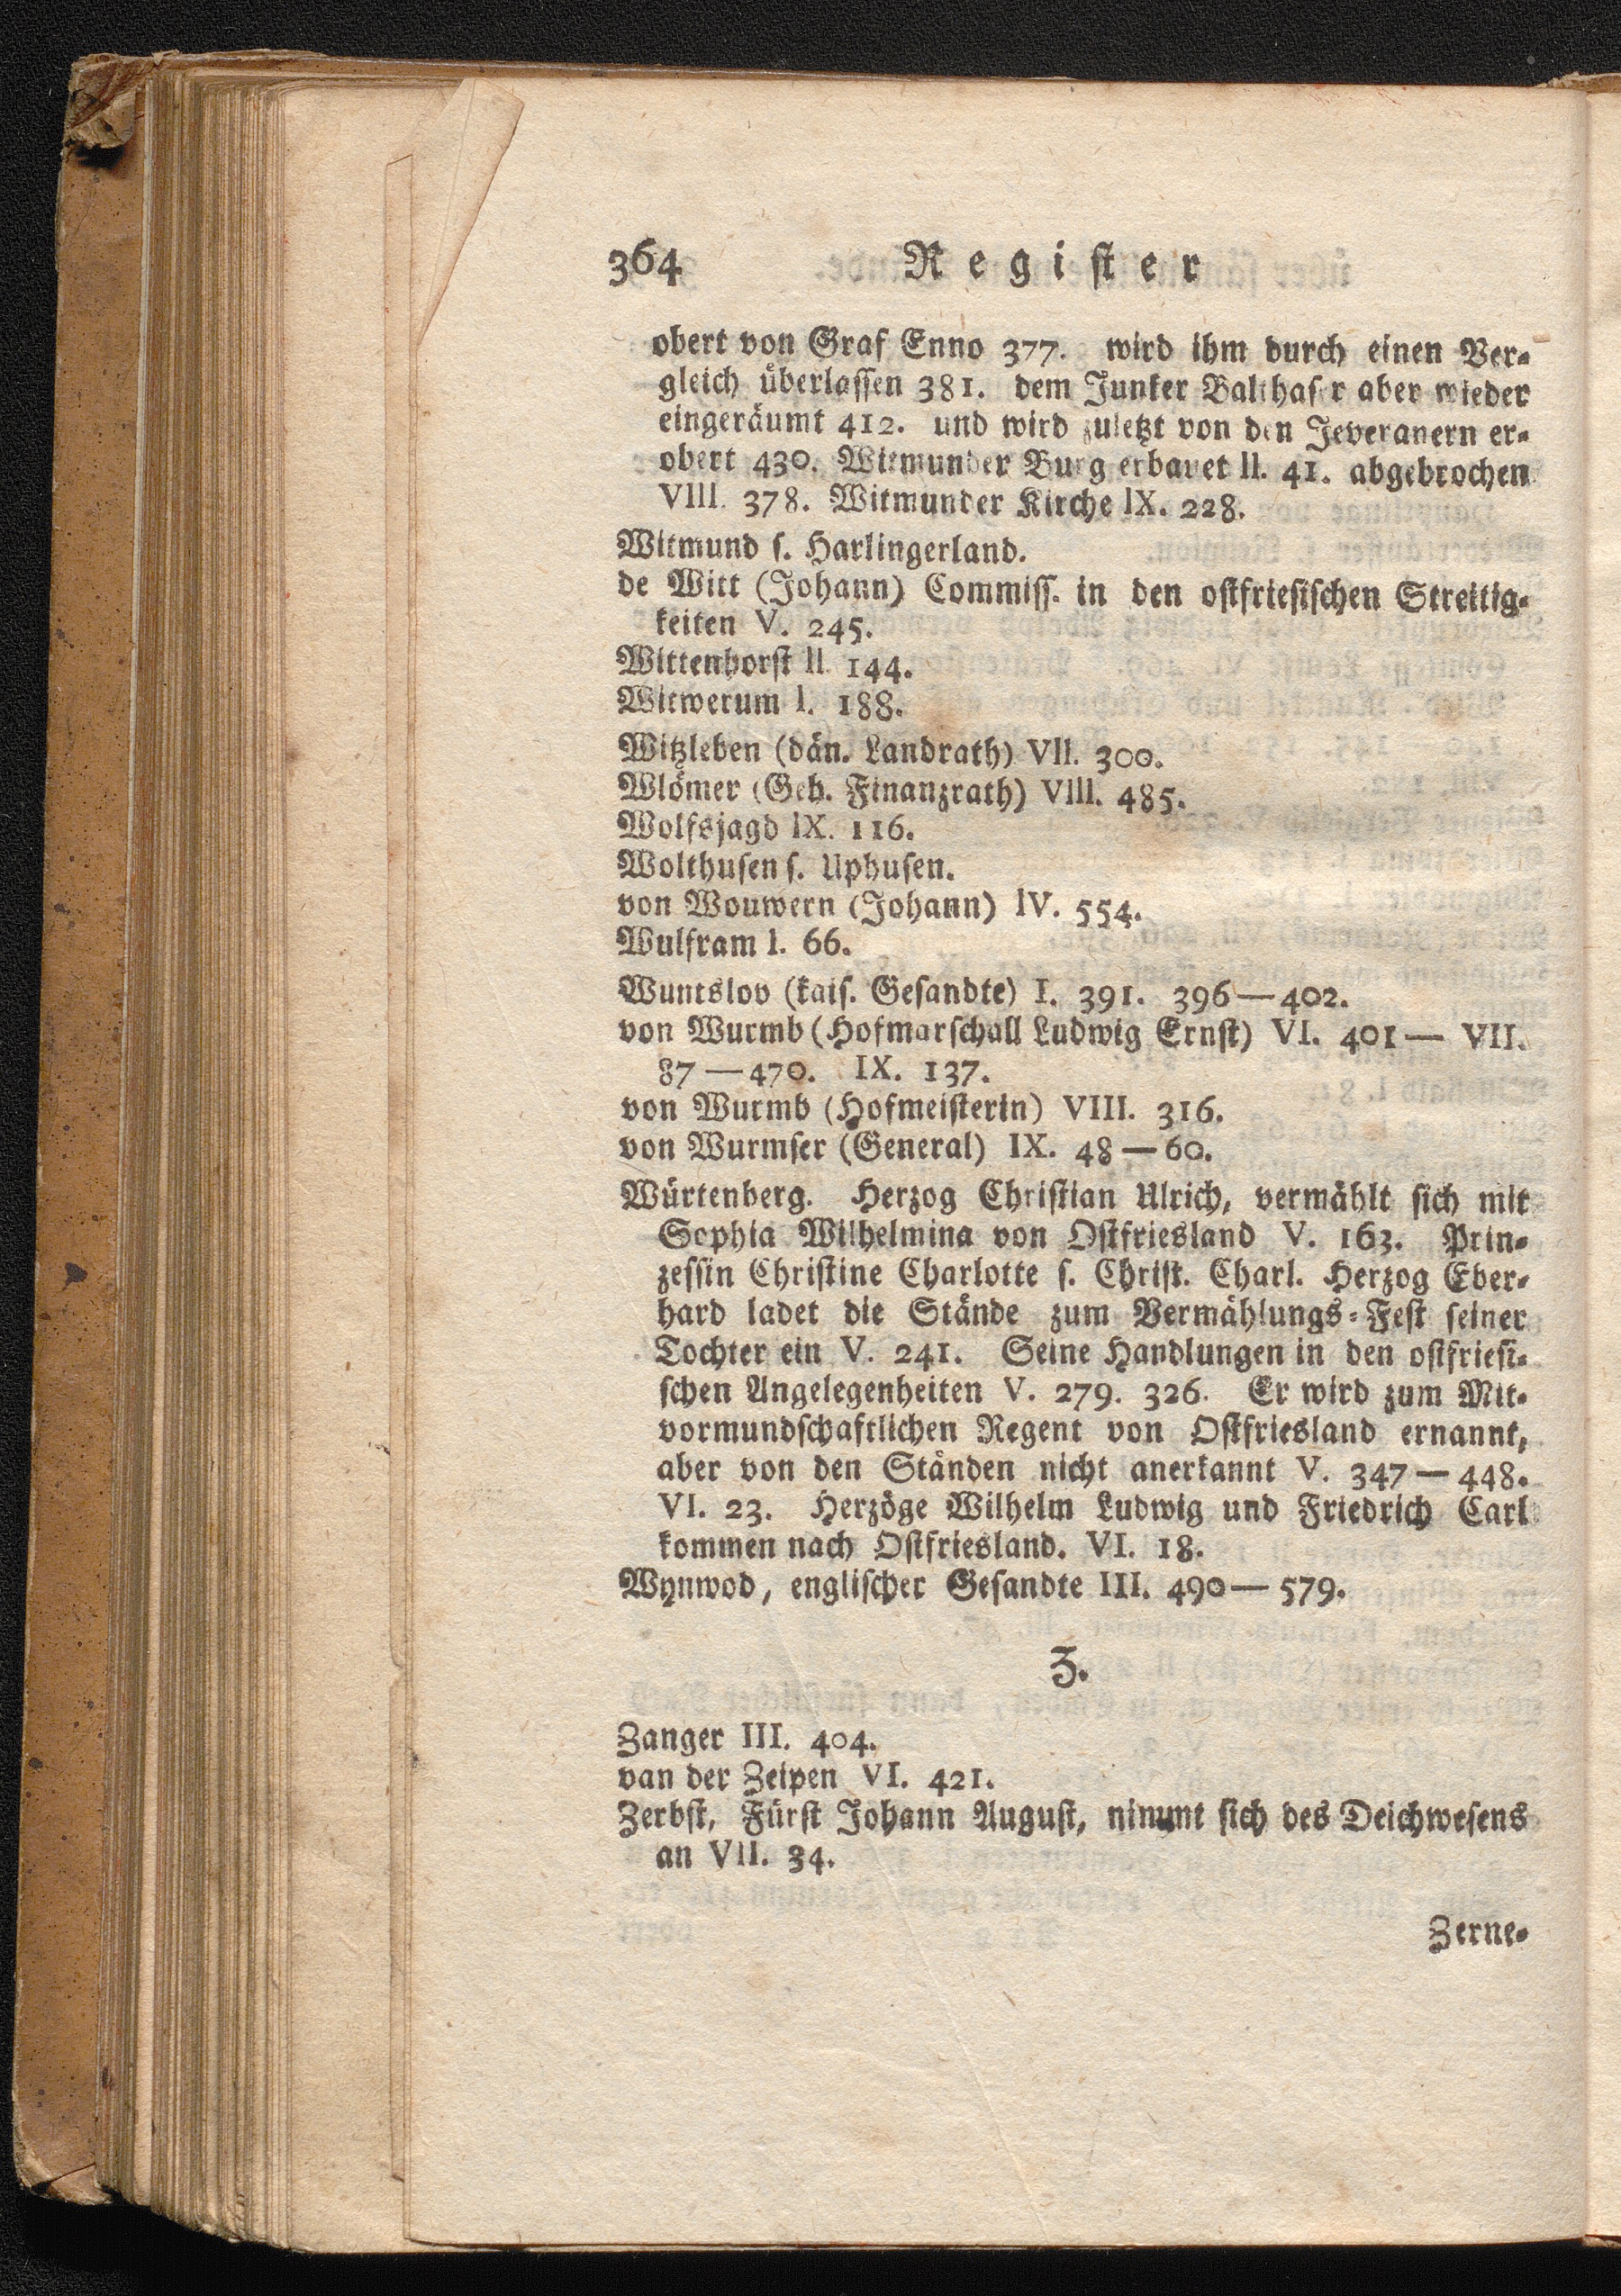 364 Regiſter
obert von Graf Enno 377. wird ihm durch einen Ver-
gleich überlaſſen 381. dem Junker Balthaſer aber wieder
eingeräumt 412. und wird zuletzt von den Jeveranern er-
obert 430. Witmunder Burg erbauet II. 41. abgebrochen
VIII. 378. Witmunder Kirche IX. 228.
Witmund ſ. Harlingerland.
de Witt (Johann) Commiſſ. in den oſtfrieſiſchen Streitig-
keiten V. 245.
Wittenhorſt II. 144.
Witwerum I. 188.
Witzleben (dän. Landrath) VII. 300.
Wlömer (Geh. Finanzrath) VIII. 485.
Wolfsjagd IX. 116.
Wolthuſen ſ. Uphuſen.
von Wouwern (Johann) IV. 554.
Wulfram I. 66.
Wuntslov (kaiſ. Geſandte) I. 391. 396—402.
von Wurmb (Hofmarſchall Ludwig Ernſt) VI. 401— VII.
87—470. IX. 137.
von Wurmb (Hofmeiſterin) VIII. 316.
von Wurmſer (General) IX. 48—60.
Würtenberg. Herzog Chriſtian Ulrich, vermählt ſich mit
Sophia Wilhelmina von Oſtfriesland V. 163. Prin-
zeſſin Chriſtine Charlotte ſ. Chriſt. Charl. Herzog Eber-
hard ladet die Stände zum Vermählungs-Feſt ſeiner
Tochter ein V. 241. Seine Handlungen in den oſtfrieſi-
ſchen Angelegenheiten V. 279. 326. Er wird zum Mit-
vormundſchaftlichen Regent von Oſtfriesland ernannt,
aber von den Ständen nicht anerkannt V. 347—448.
VI. 23. Herzöge Wilhelm Ludwig und Friedrich Carl
kommen nach Oſtfriesland. VI. 18.
Wynwod, engliſcher Geſandte III. 490—579.
Z.
Zanger III. 404.
van der Zeipen VI. 421.
Zerbſt, Fürſt Johann Auguſt, nimmt ſich des Deichweſens
an VII. 34.
Zerne-